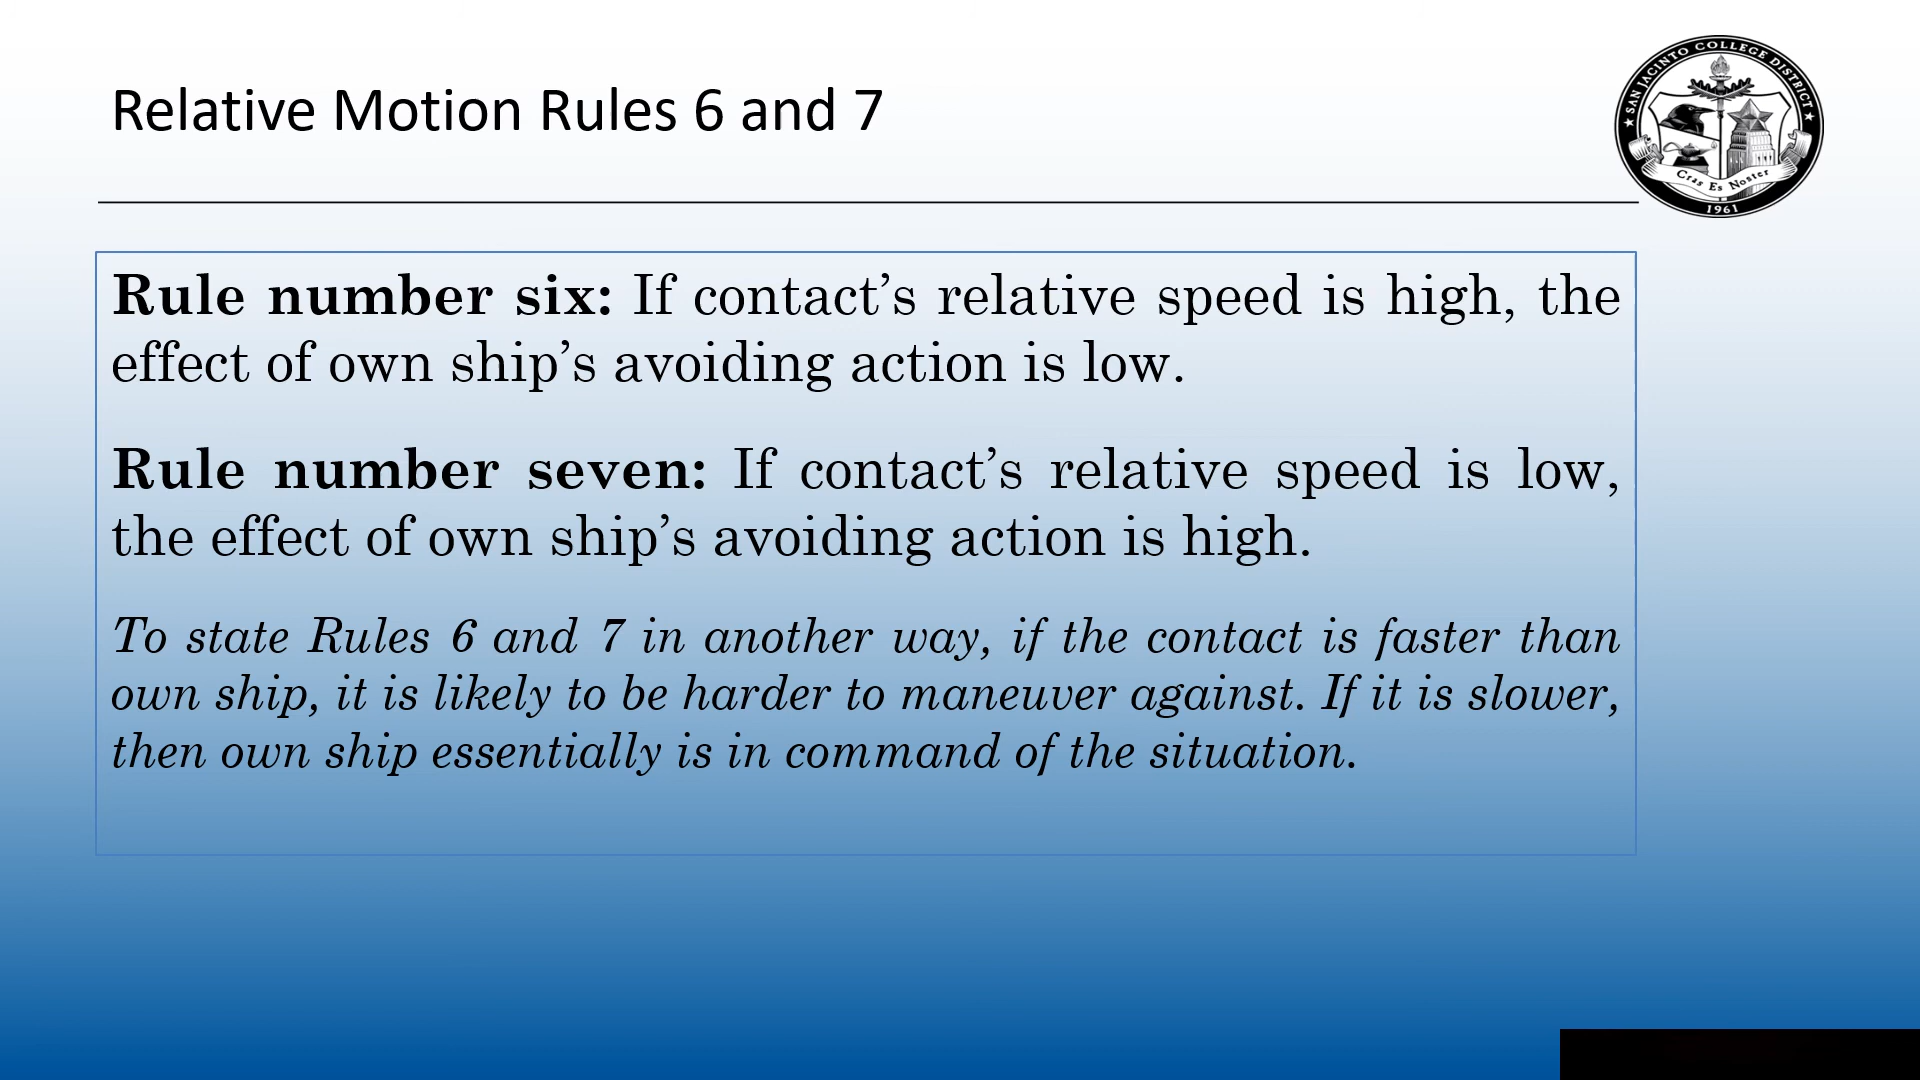 Relative Motion Rules 6 and 7
SAN JACINTO COLLEGE DISTRICT
Cras Es Noster
1961
Rule number six: If contact’s relative speed is high, the
effect of own ship’s avoiding action is low.
Rule number seven: If contact’s relative speed is low,
the effect of own ship’s avoiding action is high.
To state Rules 6 and 7 in another way, if the contact is faster than
own ship, it is likely to be harder to maneuver against. If it is slower,
then own ship essentially is in command of the situation.